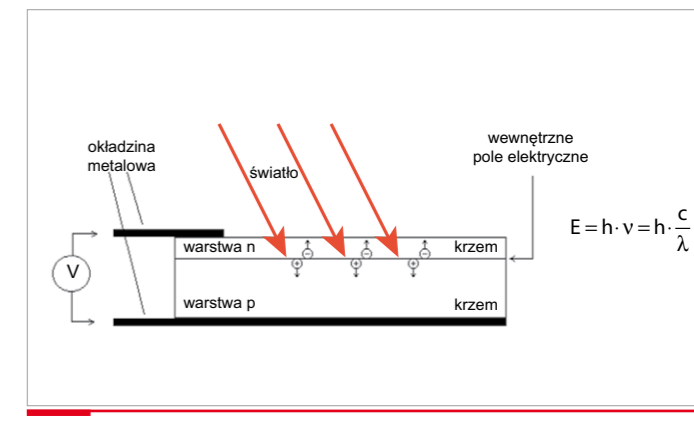 okładzina
metalowa
światło
wewnętrzne
pole elektryczne
E = h · ν = h · c/λ
warstwa n
krzem
V
warstwa p
krzem